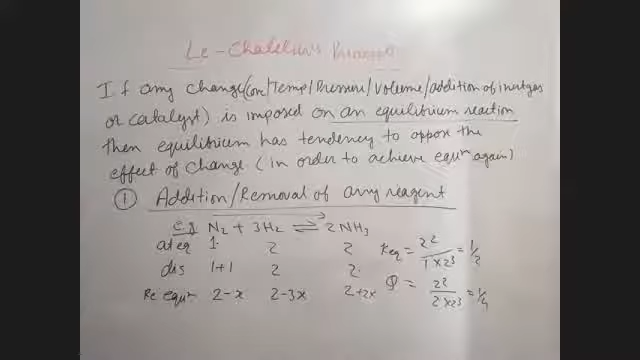 Le-Chatelier's Principle
If any change (Con/Temp/Pressure/Volume/addition of inert gas
or catalyst) is imposed on an equilibrium reaction
then equilibrium has tendency to oppose the
effect of change. (in order to achieve equm again)
① Addition/Removal of any reagent
e.g N₂ + 3H₂ ⇌ 2NH₃
at eq 1 2 2 Keq = 2²/1×2³ = 1/2
dis 1+1 2 2
Re equm 2-x 2-3x 2+2x Q = 2²/2×2³ = 1/4